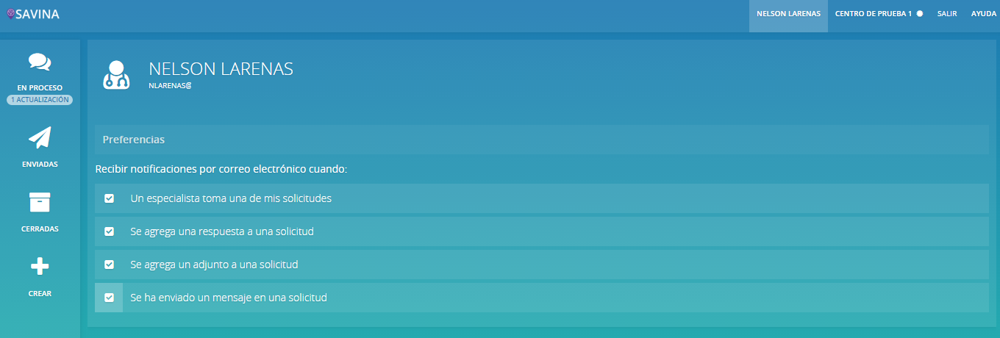 SAVINA
NELSON LARENAS
CENTRO DE PRUEBA 1
SALIR
AYUDA
EN PROCESO
1 ACTUALIZACIÓN
ENVIADAS
CERRADAS
CREAR
NELSON LARENAS
NLARENAS@
Preferencias
Recibir notificaciones por correo electrónico cuando:
Un especialista toma una de mis solicitudes
Se agrega una respuesta a una solicitud
Se agrega un adjunto a una solicitud
Se ha enviado un mensaje en una solicitud